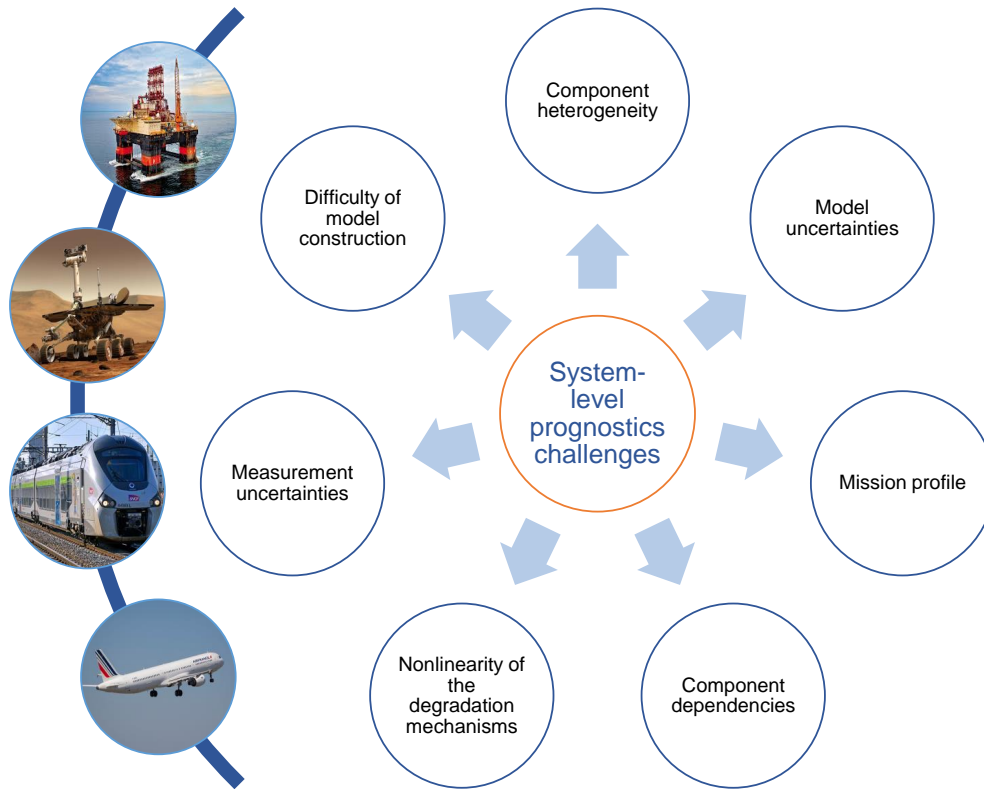 Component
heterogeneity
Difficulty of
model
construction
Model
uncertainties
System-
level
prognostics
challenges
Measurement
uncertainties
Mission profile
Nonlinearity of
the
degradation
mechanisms
Component
dependencies